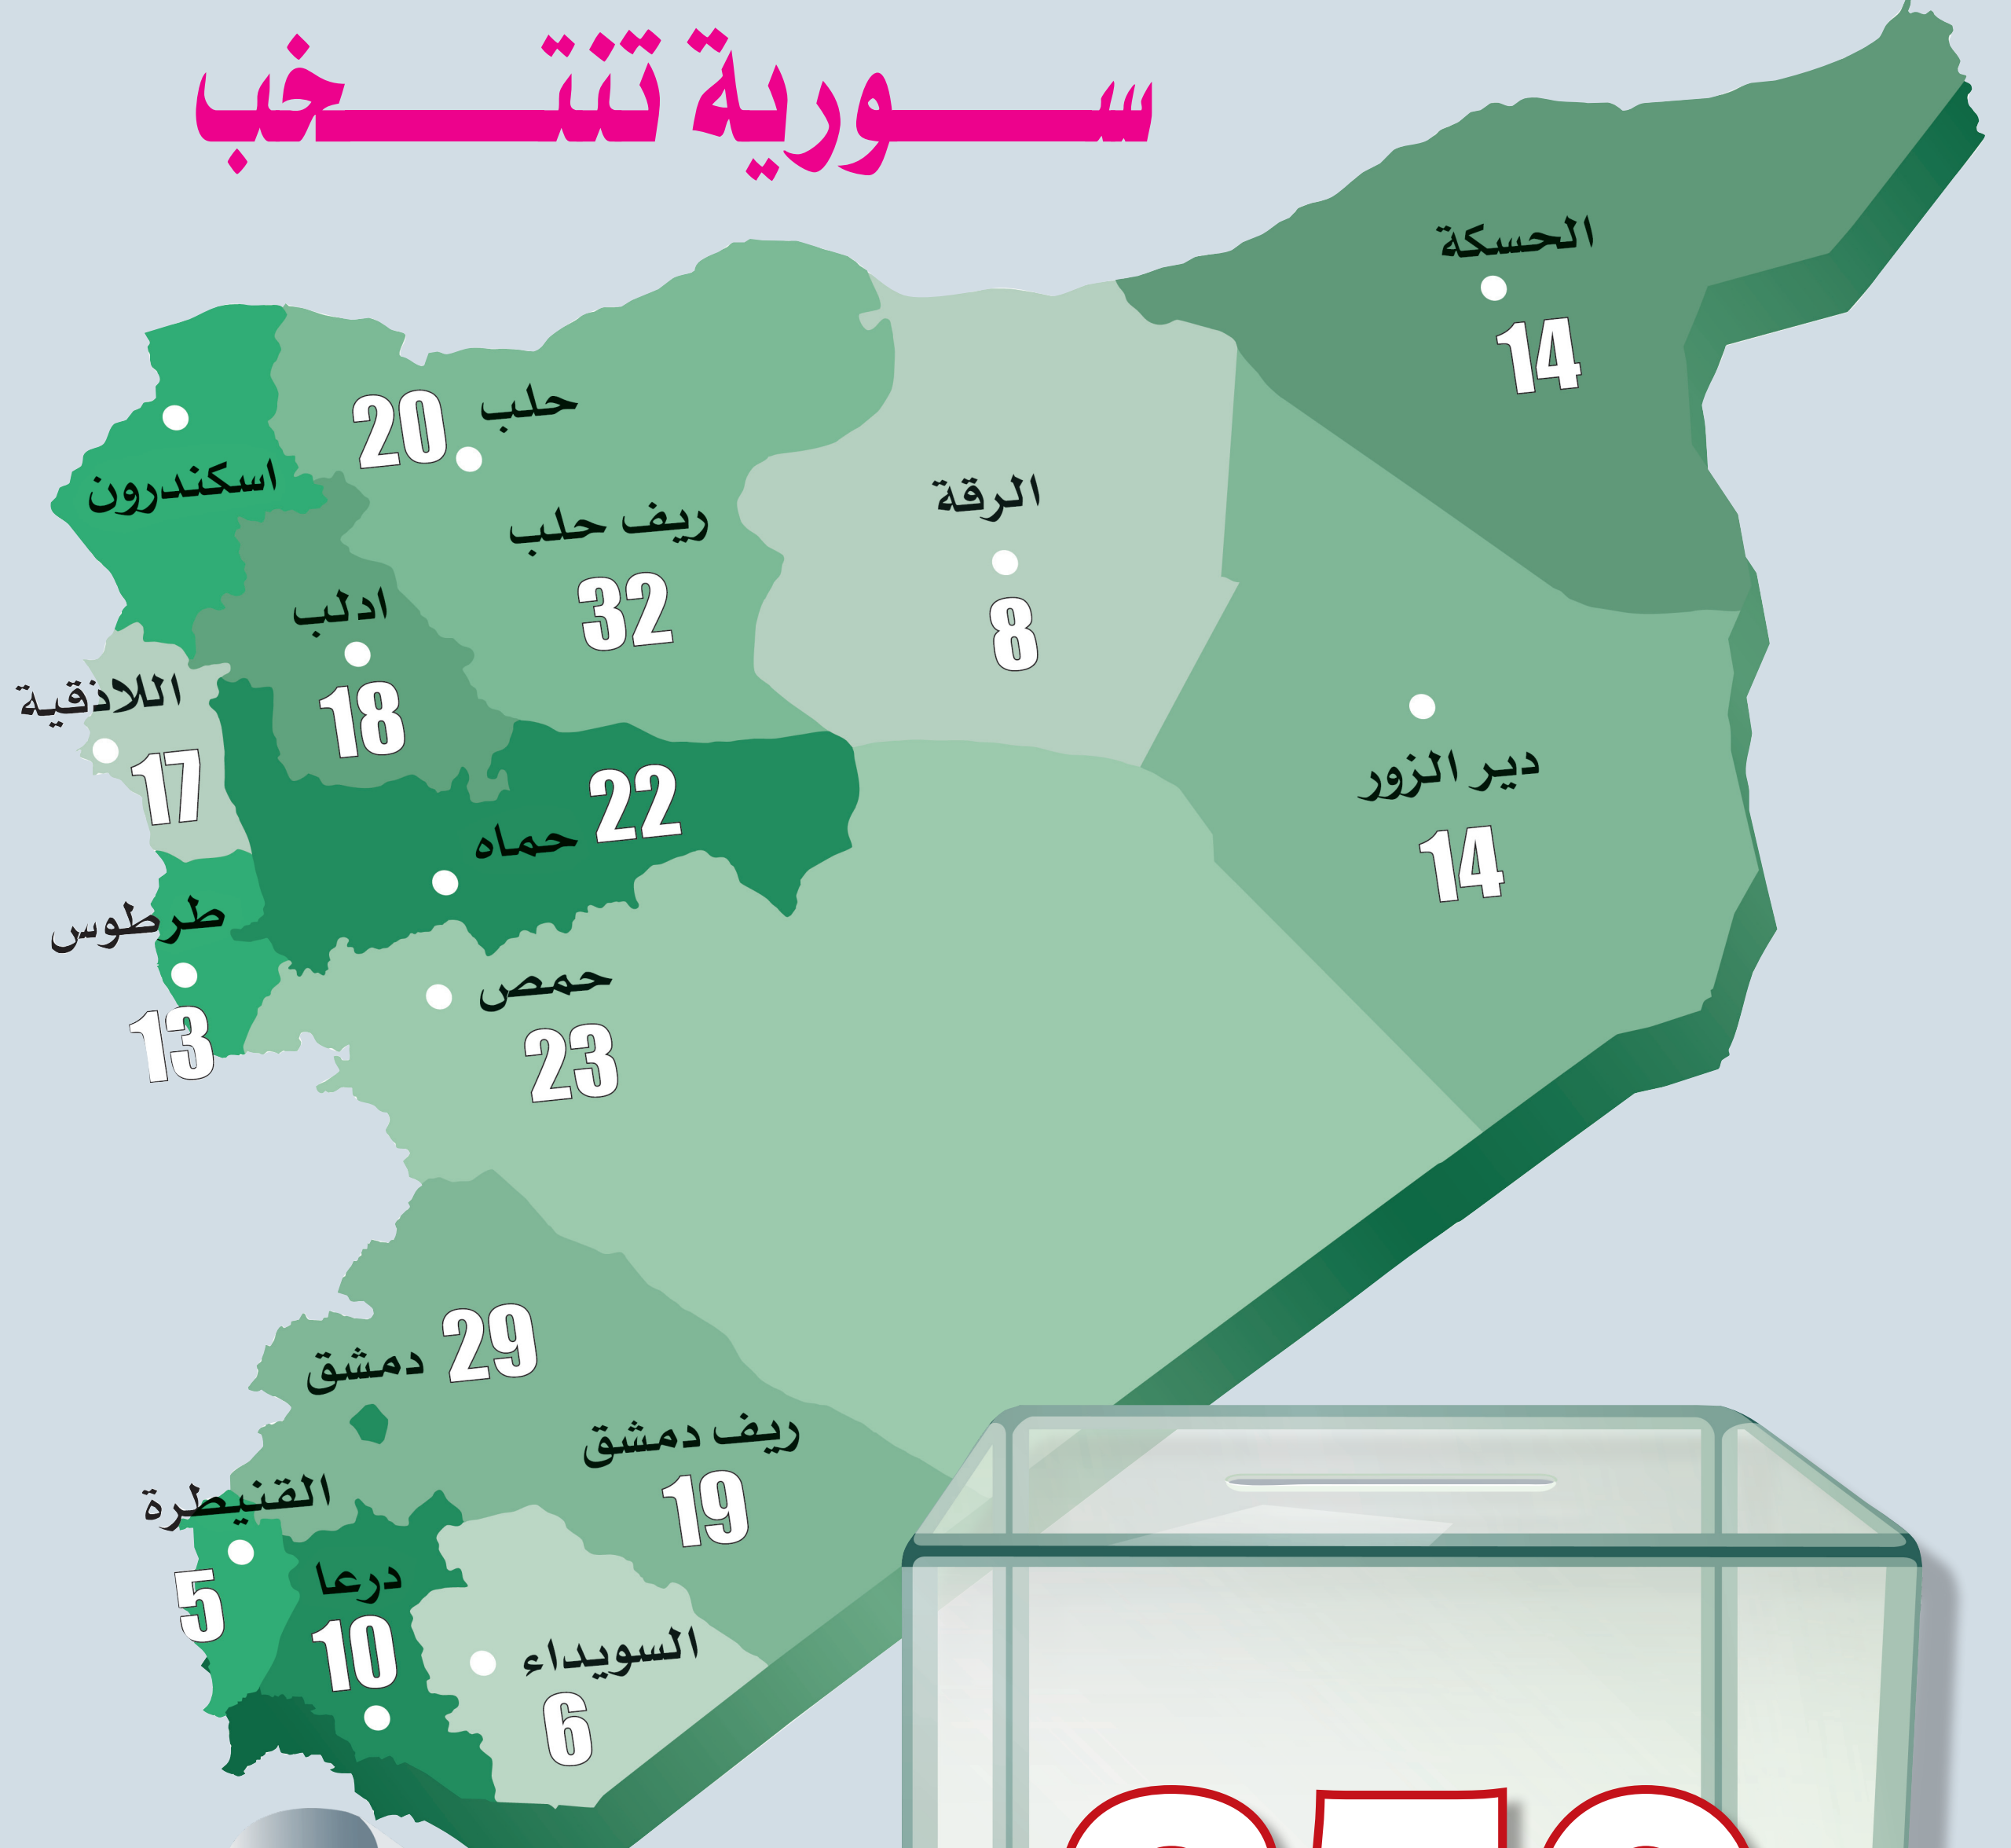 ســورية تنتـــخب
الحسكة
14
حلب
20
اسكندرون
ريف حلب
32
الرقة
8
ادلب
18
اللاذقية
17
دير الزور
14
حماه
22
طرطوس
13
حمص
23
دمشق
29
ريف دمشق
19
القنيطرة
5
درعا
10
السويداء
6